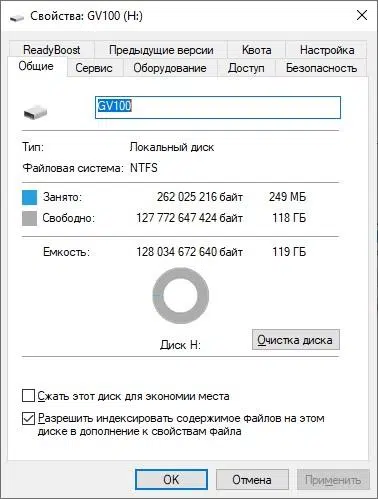 Свойства: GV100 (H:)
ReadyBoost Предыдущие версии Квота Настройка
Общие Сервис Оборудование Доступ Безопасность
GV100
Тип: Локальный диск
Файловая система: NTFS
Занято: 262 025 216 байт 249 МБ
Свободно: 127 772 647 424 байт 118 ГБ
Емкость: 128 034 672 640 байт 119 ГБ
Диск H: Очистка диска
Сжать этот диск для экономии места
Разрешить индексировать содержимое файлов на этом
диске в дополнение к свойствам файла
OK Отмена Применить